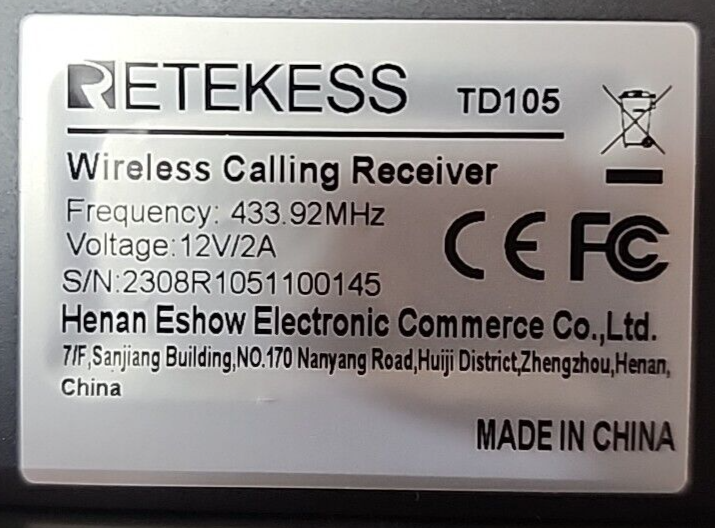 RETEKESS TD105
Wireless Calling Receiver
Frequency: 433.92MHz
Voltage:12V/2A
S/N:2308R1051100145
CE FC
Henan Eshow Electronic Commerce Co.,Ltd.
7/F,Sanjiang Building,NO.170 Nanyang Road,Huiji District,Zhengzhou,Henan,
China
MADE IN CHINA